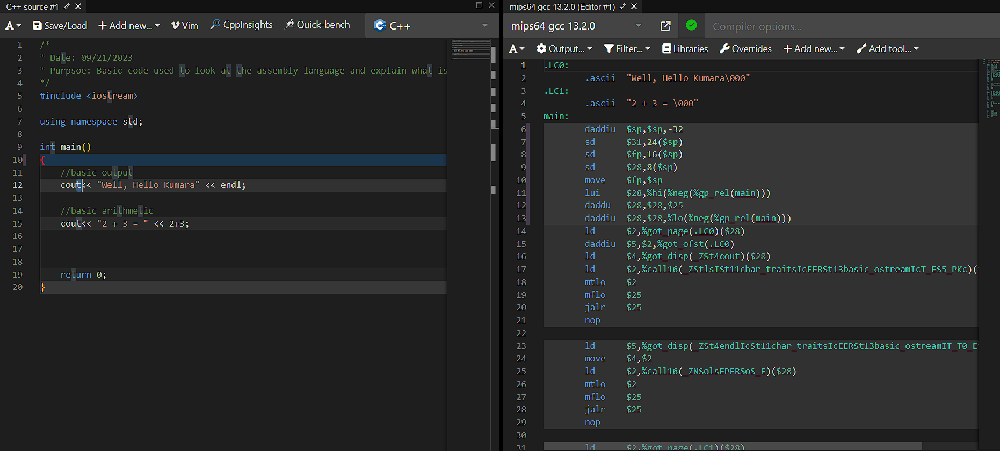 C++ source #1
A
Save/Load
Add new...
Vim
CppInsights
Quick-bench
C++
1 /*
2 * Date: 09/21/2023
3 * Purpsoe: Basic code used to look at the assembly language and explain what is
4 */
5 #include <iostream>
6
7 using namespace std;
8
9 int main()
10 {
11 //basic output
12 cout<< "Well, Hello Kumara" << endl;
13
14 //basic arithmetic
15 cout<< "2 + 3 = " << 2+3;
16
17
18
19 return 0;
20 }
mips64 gcc 13.2.0 (Editor #1)
mips64 gcc 13.2.0
Compiler options...
A
Output...
Filter...
Libraries
Overrides
Add new...
Add tool...
1 .LC0:
2 .ascii "Well, Hello Kumara\000"
3 .LC1:
4 .ascii "2 + 3 = \000"
5 main:
6 daddiu $sp,$sp,-32
7 sd $31,24($sp)
8 sd $fp,16($sp)
9 sd $28,8($sp)
10 move $fp,$sp
11 lui $28,%hi(%neg(%gp_rel(main)))
12 daddu $28,$28,$25
13 daddiu $28,$28,%lo(%neg(%gp_rel(main)))
14 ld $2,%got_page(.LC0)($28)
15 daddiu $5,$2,%got_ofst(.LC0)
16 ld $4,%got_disp(_ZSt4cout)($28)
17 ld $2,%call16(_ZStlsISt11char_traitsIcEERSt13basic_ostreamIcT_ES5_PKc)(
18 mtlo $2
19 mflo $25
20 jalr $25
21 nop
22
23 ld $5,%got_disp(_ZSt4endlIcSt11char_traitsIcEERSt13basic_ostreamIT_T0_E
24 move $4,$2
25 ld $2,%call16(_ZNSolsEPFRSoS_E)($28)
26 mtlo $2
27 mflo $25
28 jalr $25
29 nop
30
31 ld $2,%got_page(.LC1)($28)